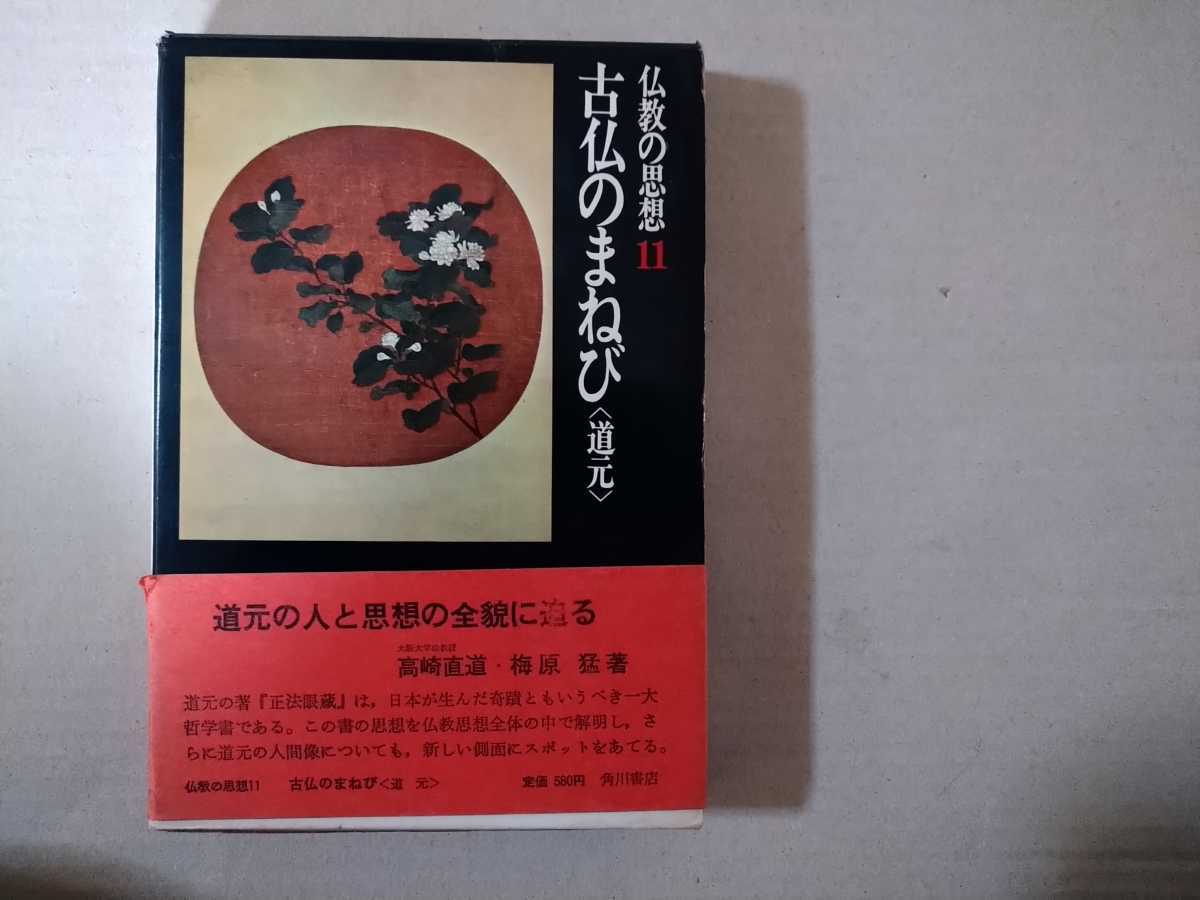 仏教の思想 11
古仏のまねび〈道元〉
道元の人と思想の全貌に迫る
高崎直道・梅原 猛著
道元の著『正法眼蔵』は，日本が生んだ奇蹟ともいうべき一大
哲学書である。この書の思想を仏教思想全体の中で解明し，さ
らに道元の人間像についても，新しい側面にスポットをあてる。
仏教の思想11 古仏のまねび〈道 元〉 定価 580円 角川書店